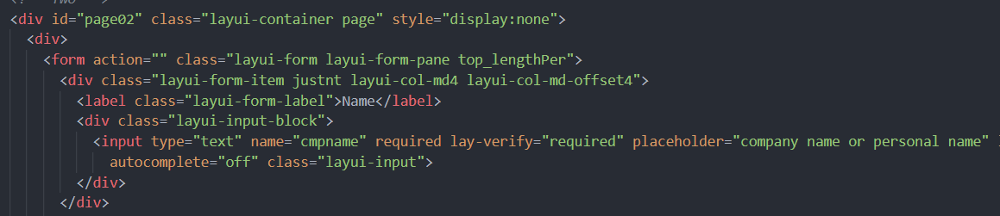 <div id="page02" class="layui-container page" style="display:none">
<div>
<form action="" class="layui-form layui-form-pane top_lengthPer">
<div class="layui-form-item justnt layui-col-md4 layui-col-md-offset4">
<label class="layui-form-label">Name</label>
<div class="layui-input-block">
<input type="text" name="cmpname" required lay-verify="required" placeholder="company name or personal name"
autocomplete="off" class="layui-input">
</div>
</div>